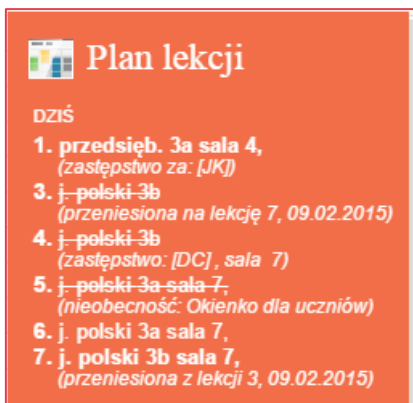 Plan lekcji
DZIŚ
1. przedsięb. 3a sala 4,
(zastępstwo za: [JK])
3. j. polski 3b
(przeniesiona na lekcję 7, 09.02.2015)
4. j. polski 3b
(zastępstwo: [DC] , sala 7)
5. j. polski 3a sala 7,
(nieobecność: Okienko dla uczniów)
6. j. polski 3a sala 7,
7. j. polski 3b sala 7,
(przeniesiona z lekcji 3, 09.02.2015)